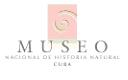 MUSEO
NACIONAL DE HISTORIA NATURAL
CUBA